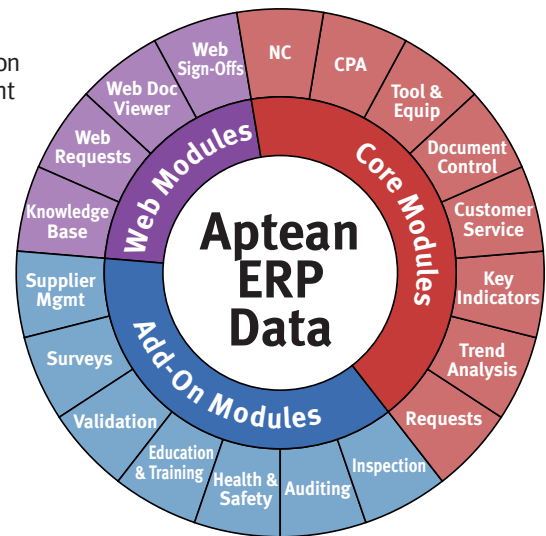 on
nt
Web
Sign-Offs
NC
CPA
Tool &
Equip
Document
Control
Customer
Service
Key
Indicators
Trend
Analysis
Requests
Inspection
Auditing
Health &
Safety
Education
& Training
Validation
Surveys
Supplier
Mgmt
Knowledge
Base
Web
Requests
Web Doc
Viewer
Web Modules
Core Modules
Add-On Modules
Aptean
ERP
Data